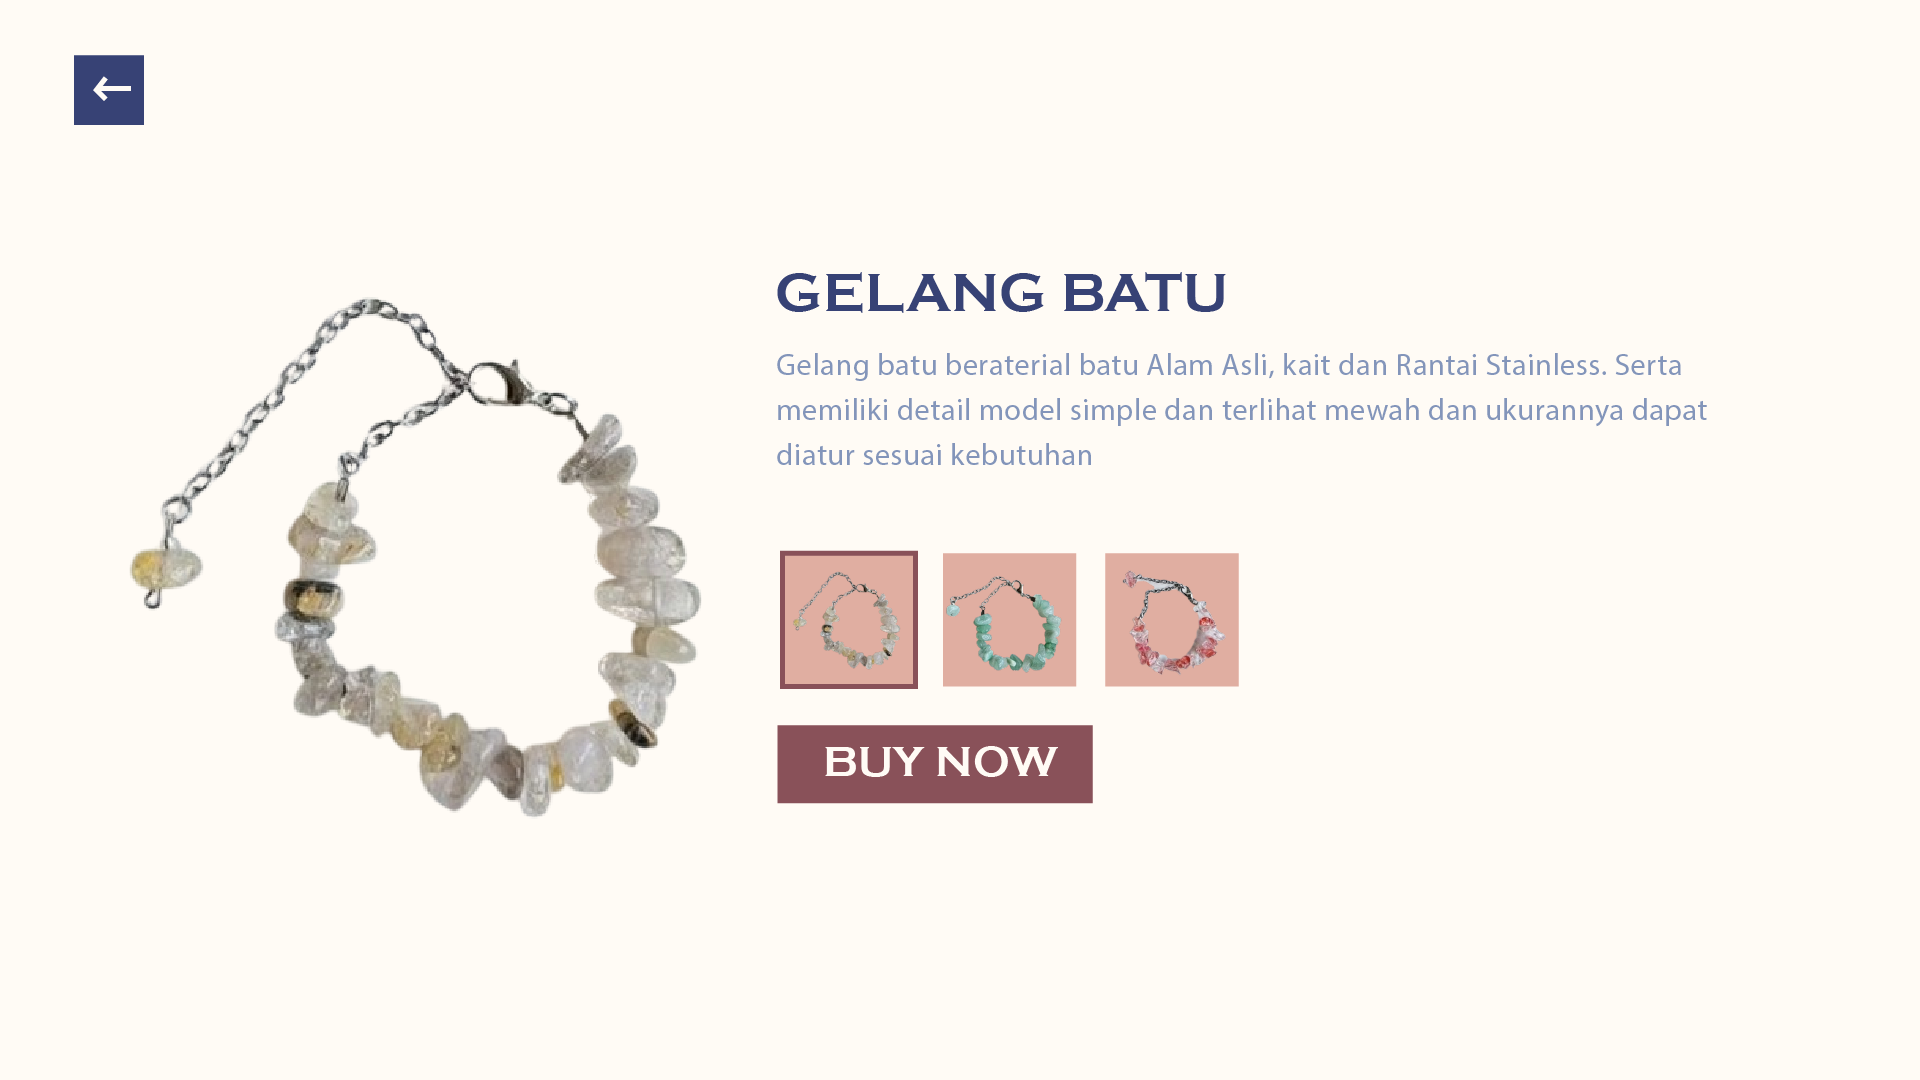 GELANG BATU
Gelang batu beraterial batu Alam Asli, kait dan Rantai Stainless. Serta
memiliki detail model simple dan terlihat mewah dan ukurannya dapat
diatur sesuai kebutuhan
BUY NOW